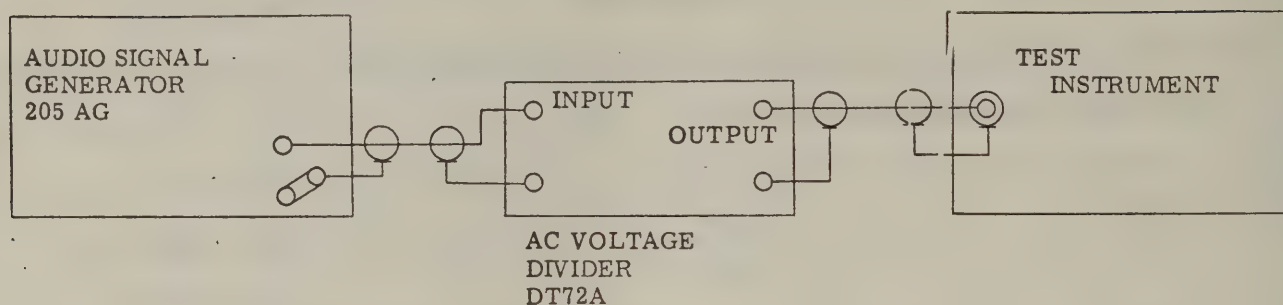 AUDIO SIGNAL
GENERATOR
205 AG
INPUT
OUTPUT
AC VOLTAGE
DIVIDER
DT72A
TEST
INSTRUMENT